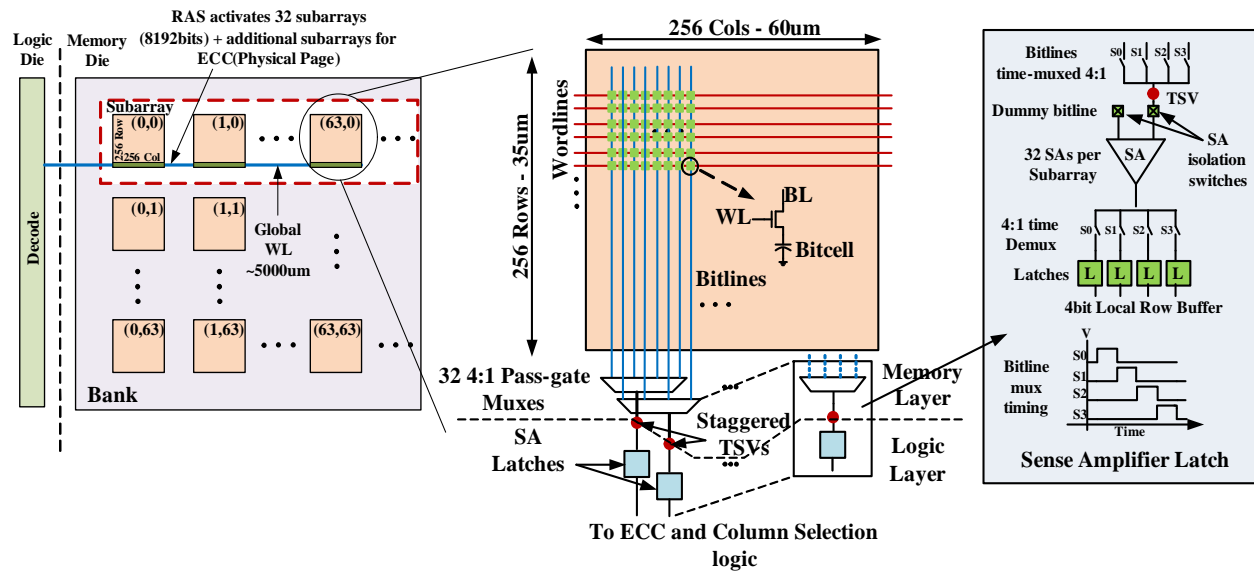 RAS activates 32 subarrays
(8192bits) + additional subarrays for
ECC(Physical Page)
Logic
Die
Memory
Die
Subarray
(0,0)
(1,0)
(63,0)
256 Row
256 Col
(0,1)
(1,1)
Global
WL
~5000um
Decode
(0,63)
(1,63)
(63,63)
Bank
256 Cols - 60um
Wordlines
256 Rows - 35um
BL
WL
Bitcell
Bitlines
32 4:1 Pass-gate
Muxes
Memory
Layer
Staggered
TSVs
SA
Latches
Logic
Layer
To ECC and Column Selection
logic
Bitlines
time-muxed 4:1
S0
S1
S2
S3
TSV
Dummy bitline
SA
isolation
switches
32 SAs per
Subarray
SA
4:1 time
Demux
S0
S1
S2
S3
Latches
L L L L
4bit Local Row Buffer
V
Bitline
mux
timing
S0
S1
S2
S3
Time
Sense Amplifier Latch